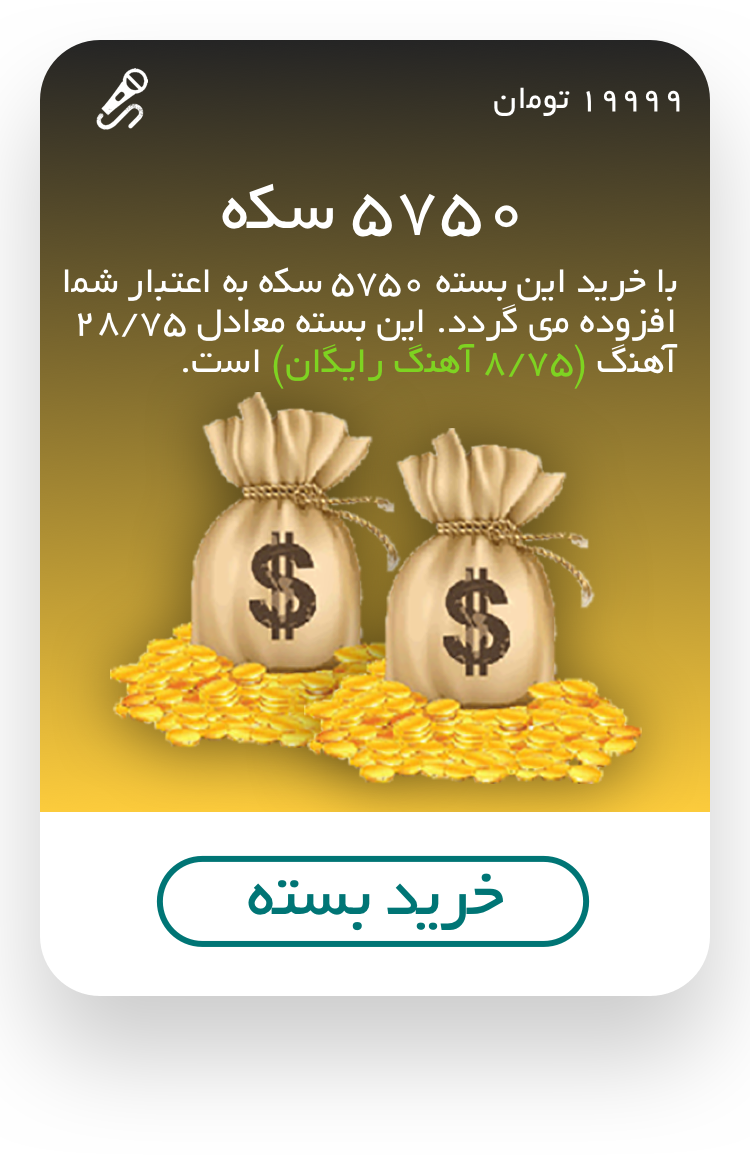 ۱۹۹۹۹ تومان
۵۷۵۰ سکه
با خرید این بسته ۵۷۵۰ سکه به اعتبار شما
افزوده می گردد. این بسته معادل ۲۸/۷۵
آهنگ (۸/۷۵ آهنگ رایگان) است.
$
$
خرید بسته